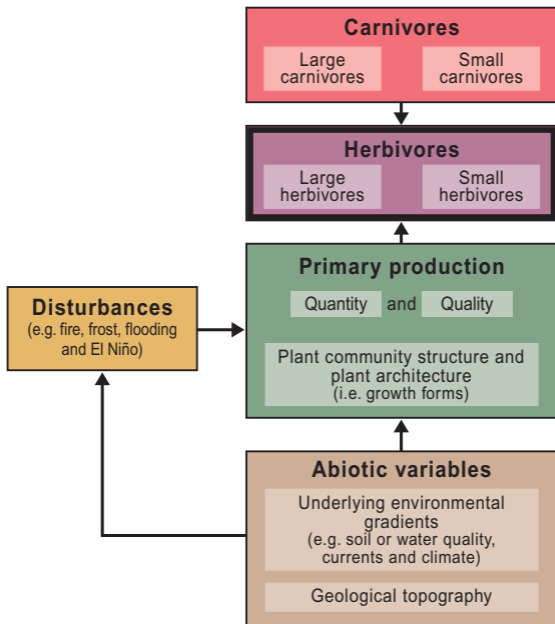 Carnivores
Large
carnivores
Small
carnivores
Herbivores
Large
herbivores
Small
herbivores
Primary production
Quantity and Quality
Plant community structure and
plant architecture
(i.e. growth forms)
Disturbances
(e.g. fire, frost, flooding
and El Niño)
Abiotic variables
Underlying environmental
gradients
(e.g. soil or water quality,
currents and climate)
Geological topography